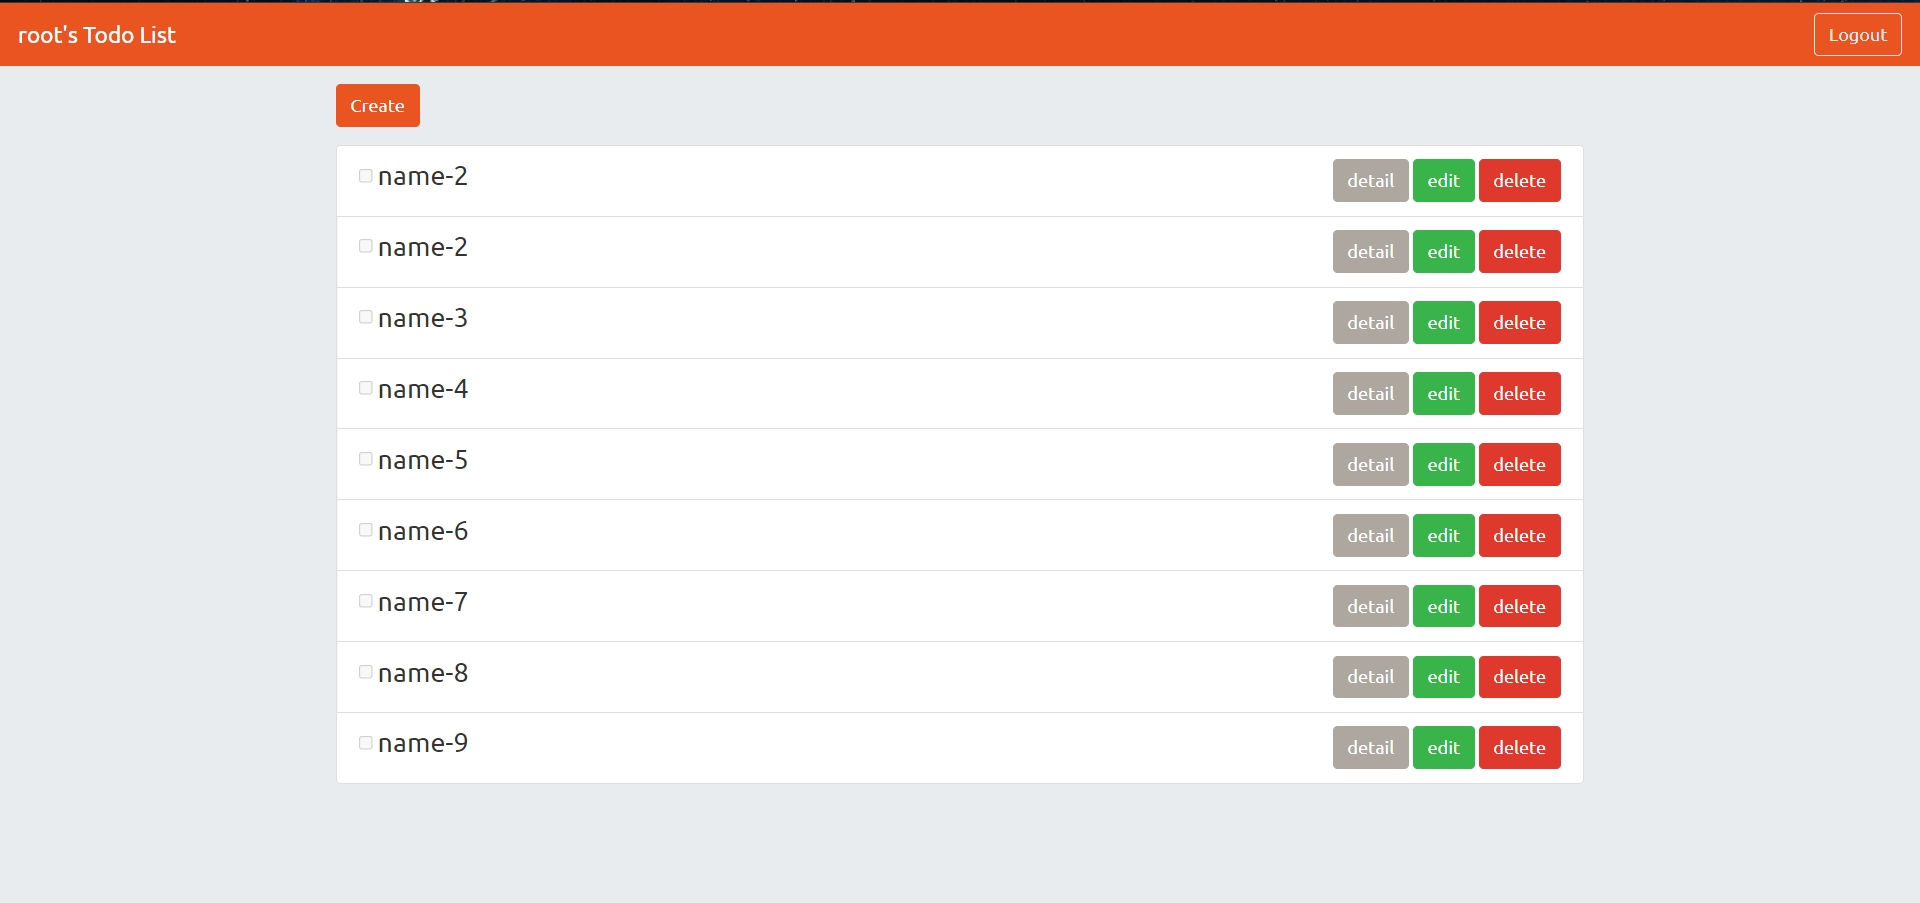 root's Todo List Logout
Create
name-2 detail edit delete
name-2 detail edit delete
name-3 detail edit delete
name-4 detail edit delete
name-5 detail edit delete
name-6 detail edit delete
name-7 detail edit delete
name-8 detail edit delete
name-9 detail edit delete